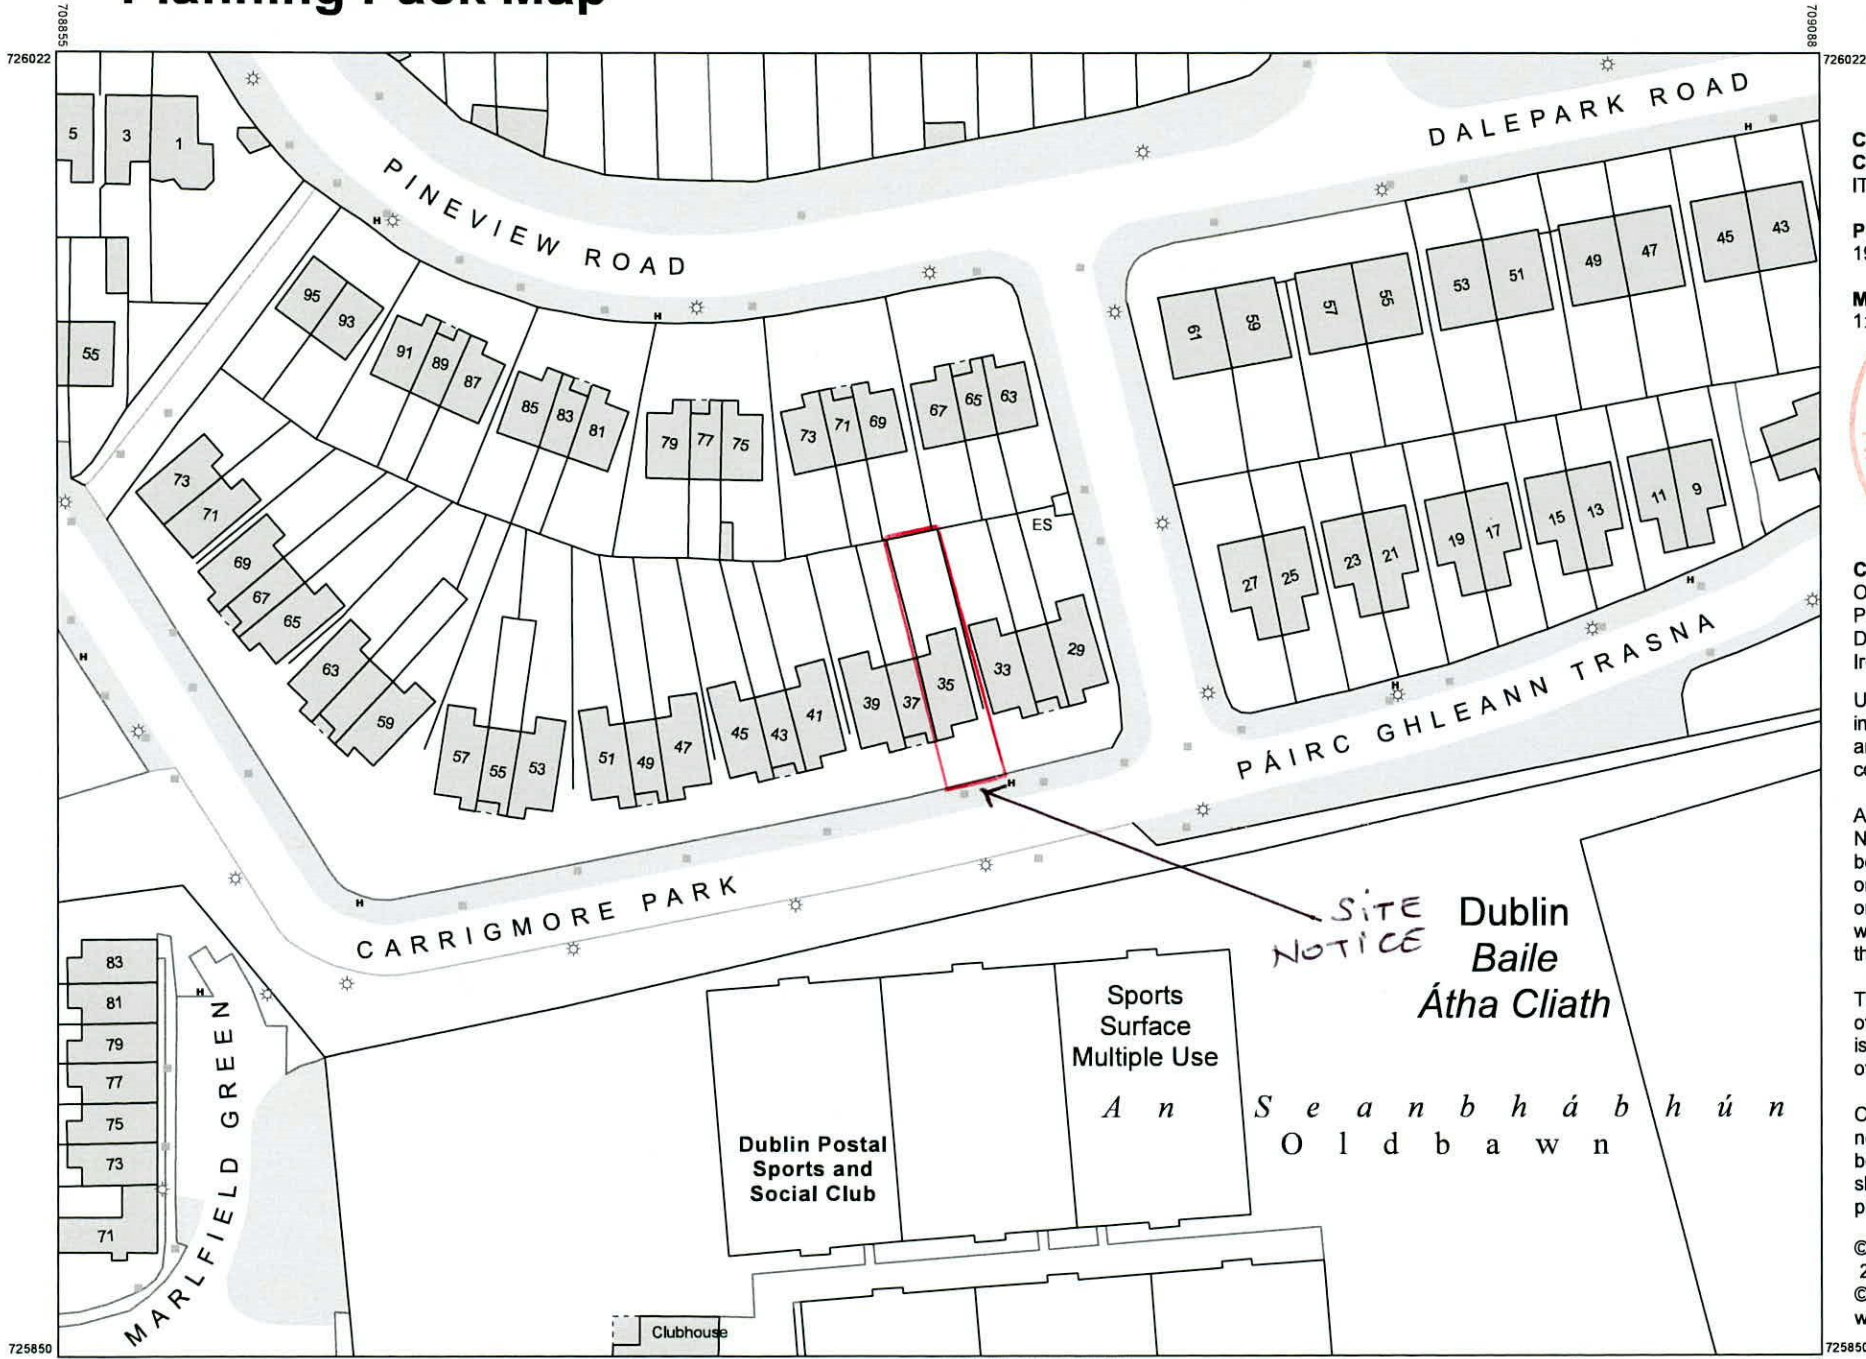 Planning Pack Map
708855
709088
726022
726022
DALEPARK ROAD
PINEVIEW ROAD
5 3 1
H
H
H
95 93
91 89 87
85 83 81
79 77 75
73 71 69
67 65 63
61 59
57 55
53 51
49 47
45 43
55
73 71
69 67 65
63 59
57 55 53
51 49 47
45 43 41
39 37 35
33 29
ES
27 25
23 21
19 17
15 13
11 9
H
H
H
H
H
PÁIRC GHLEANN TRASNA
CARRIGMORE PARK
SITE
NOTICE
Dublin
Baile
Átha Cliath
83
81
79
77
75
73
71
H
MARLFIELD GREEN
Sports
Surface
Multiple Use
An Seanbhábhún
Oldbawn
Dublin Postal
Sports and
Social Club
Clubhouse
725850
725850